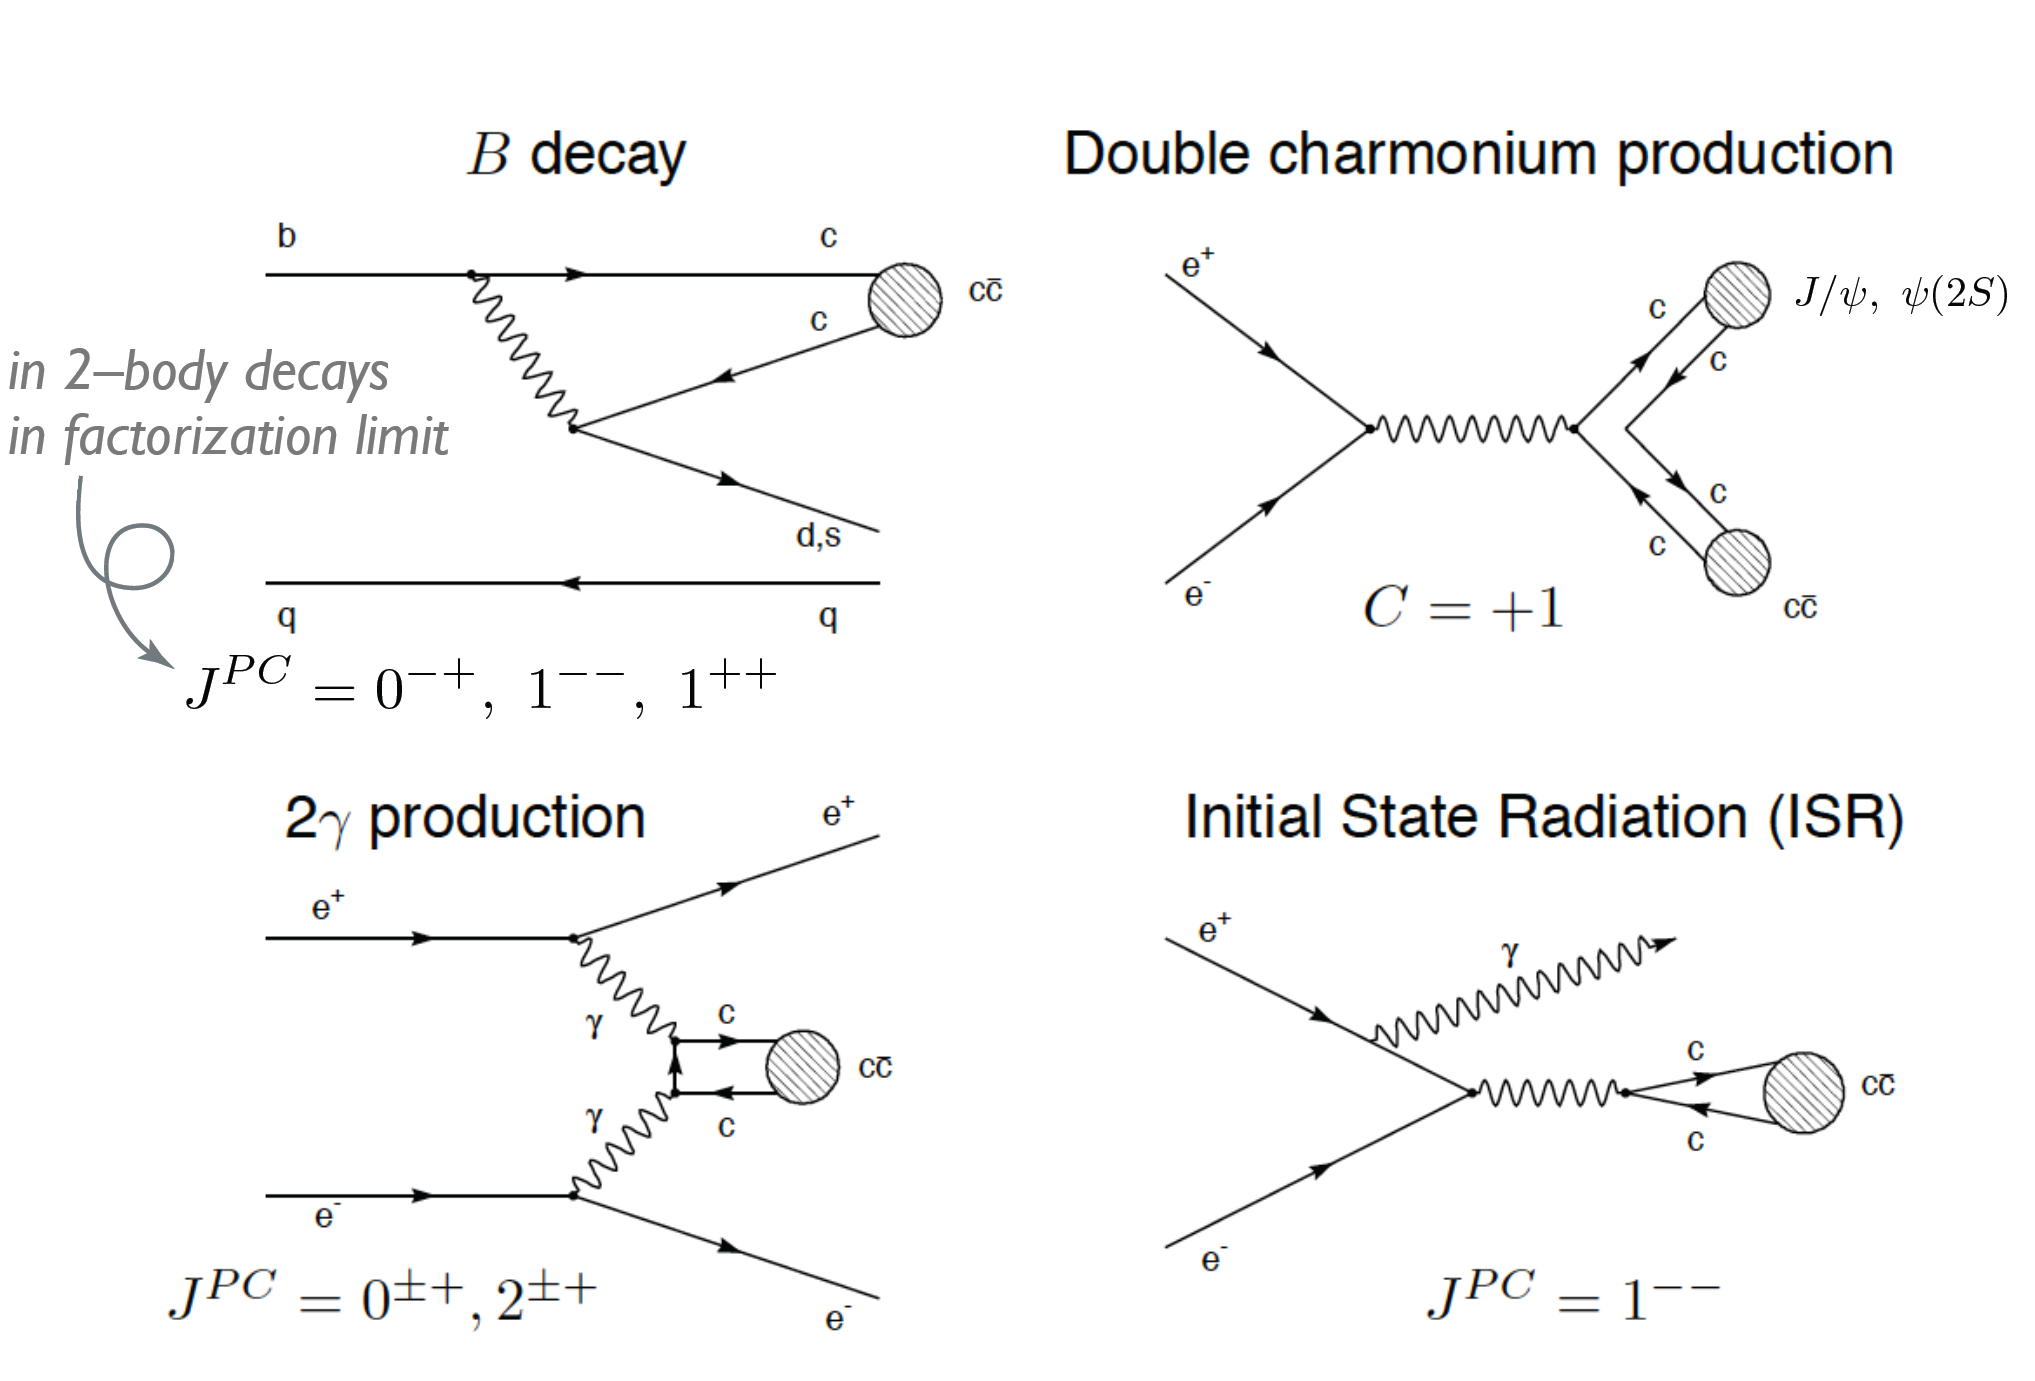 B decay
b
c
cc̄
c
in 2–body decays
in factorization limit
d,s
q
q
J^{PC} = 0^{−+}, 1^{−−}, 1^{++}
Double charmonium production
e⁺
c
J/ψ, ψ(2S)
c
c
c
e⁻
C = +1
cc̄
2γ production
e⁺
e⁺
γ
c
cc̄
γ
c
e⁻
J^{PC} = 0^{±+}, 2^{±+}
e⁻
Initial State Radiation (ISR)
e⁺
γ
c
cc̄
c
e⁻
J^{PC} = 1^{−−}